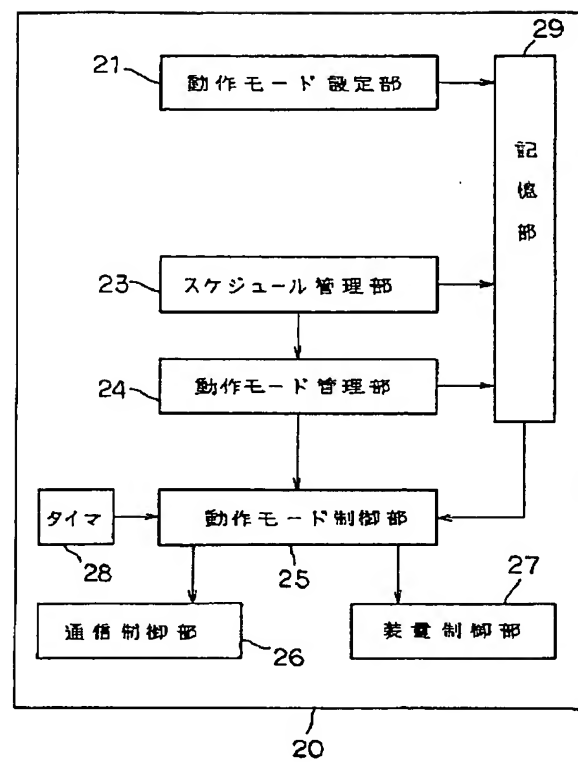 29
21
動作モード設定部
記憶部
23
スケジュール管理部
24
動作モード管理部
タイマ
動作モード制御部
28
25
27
通信制御部
26
装置制御部
20